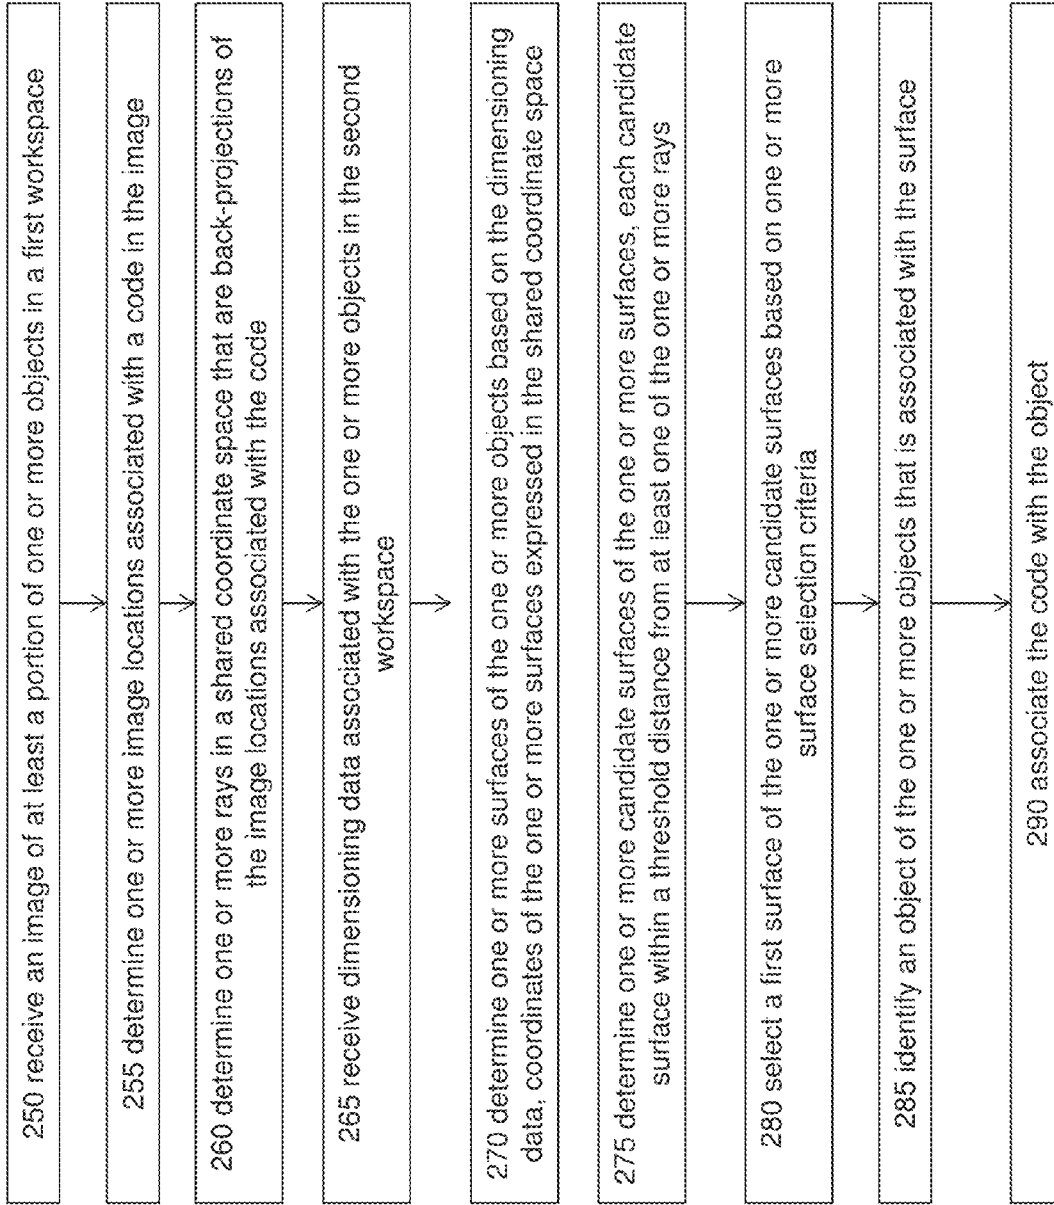 250 receive an image of at least a portion of one or more objects in a first workspace
255 determine one or more image locations associated with a code in the image
260 determine one or more rays in a shared coordinate space that are back-projections of
the image locations associated with the code
265 receive dimensioning data associated with the one or more objects in the second
workspace
270 determine one or more surfaces of the one or more objects based on the dimensioning
data, coordinates of the one or more surfaces expressed in the shared coordinate space
275 determine one or more candidate surfaces of the one or more surfaces, each candidate
surface within a threshold distance from at least one of the one or more rays
280 select a first surface of the one or more candidate surfaces based on one or more
surface selection criteria
285 identify an object of the one or more objects that is associated with the surface
290 associate the code with the object